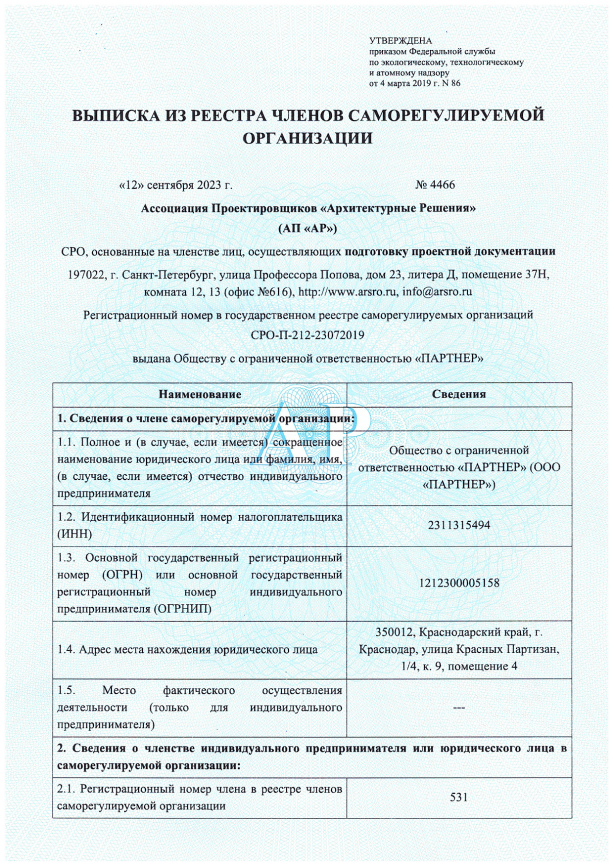 УТВЕРЖДЕНА
приказом Федеральной службы
по экологическому, технологическому
и атомному надзору
от 4 марта 2019 г. N 86
ВЫПИСКА ИЗ РЕЕСТРА ЧЛЕНОВ САМОРЕГУЛИРУЕМОЙ
ОРГАНИЗАЦИИ
«12» сентября 2023 г. № 4466
Ассоциация Проектировщиков «Архитектурные Решения»
(АП «АР»)
СРО, основанные на членстве лиц, осуществляющих подготовку проектной документации
197022, г. Санкт-Петербург, улица Профессора Попова, дом 23, литера Д, помещение 37Н,
комната 12, 13 (офис №616), http://www.arsro.ru, info@arsro.ru
Регистрационный номер в государственном реестре саморегулируемых организаций
СРО-П-212-23072019
выдана Обществу с ограниченной ответственностью «ПАРТНЕР»
Наименование Сведения
1. Сведения о члене саморегулируемой организации:
АР
1.1. Полное и (в случае, если имеется) сокращенное
наименование юридического лица или фамилия, имя,
(в случае, если имеется) отчество индивидуального
предпринимателя
Общество с ограниченной
ответственностью «ПАРТНЕР» (ООО
«ПАРТНЕР»)
1.2. Идентификационный номер налогоплательщика
(ИНН)
2311315494
1.3. Основной государственный регистрационный
номер (ОГРН) или основной государственный
регистрационный номер индивидуального
предпринимателя (ОГРНИП)
1212300005158
1.4. Адрес места нахождения юридического лица
350012, Краснодарский край, г.
Краснодар, улица Красных Партизан,
1/4, к. 9, помещение 4
1.5. Место фактического осуществления
деятельности (только для индивидуального
предпринимателя)
---
2. Сведения о членстве индивидуального предпринимателя или юридического лица в
саморегулируемой организации:
2.1. Регистрационный номер члена в реестре членов
саморегулируемой организации
531